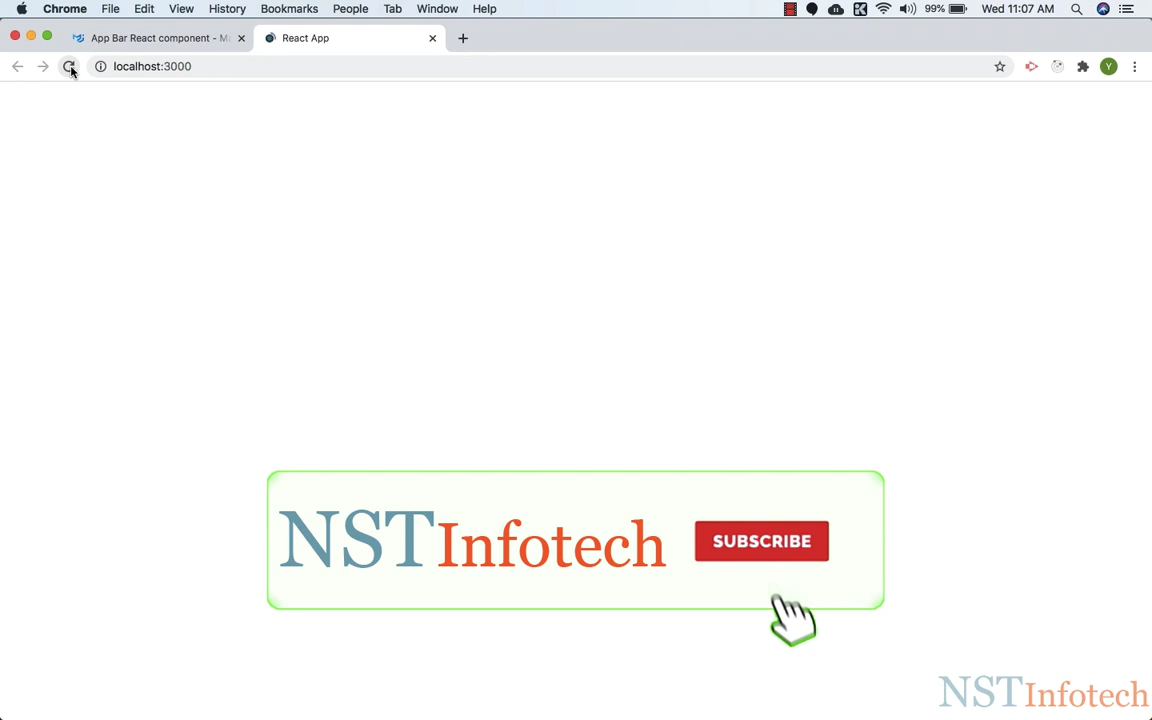 Chrome File Edit View History Bookmarks People Tab Window Help 99% Wed 11:07 AM
App Bar React component - M
React App
localhost:3000
Y
NSTInfotech SUBSCRIBE
NSTInfotech